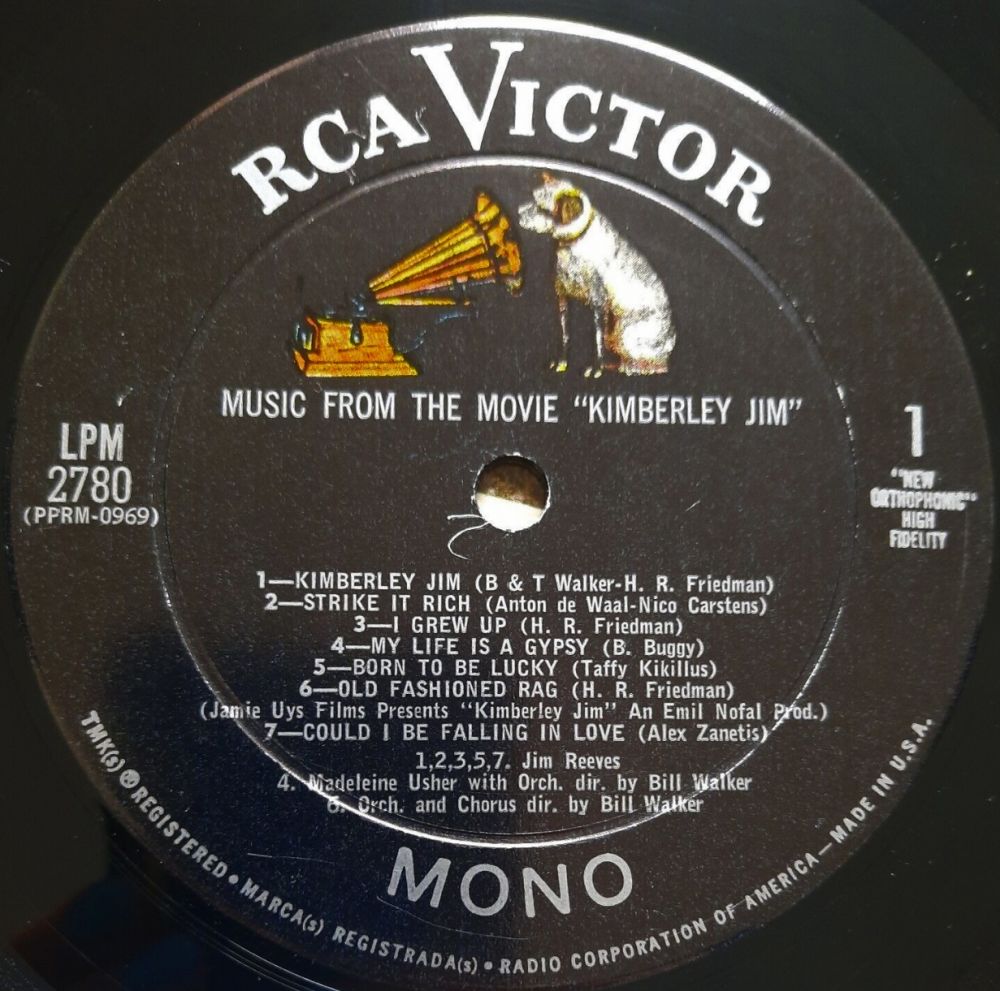 RCA VICTOR
MUSIC FROM THE MOVIE "KIMBERLEY JIM"
LPM
2780
(PPRM-0969)
1
"NEW
ORTHOPHONIC"
HIGH
FIDELITY
1—KIMBERLEY JIM (B & T Walker-H. R. Friedman)
2—STRIKE IT RICH (Anton de Waal-Nico Carstens)
3—I GREW UP (H. R. Friedman)
4—MY LIFE IS A GYPSY (B. Buggy)
5—BORN TO BE LUCKY (Taffy Kikillus)
6—OLD FASHIONED RAG (H. R. Friedman)
(Jamie Uys Films Presents "Kimberley Jim" An Emil Nofal Prod.)
7—COULD I BE FALLING IN LOVE (Alex Zanetis)
1,2,3,5,7. Jim Reeves
4. Madeleine Usher with Orch. dir. by Bill Walker
6. Orch. and Chorus dir. by Bill Walker
MONO
TMK(s) ® REGISTERED • MARCA(s) REGISTRADA(s) • RADIO CORPORATION OF AMERICA—MADE IN U.S.A.